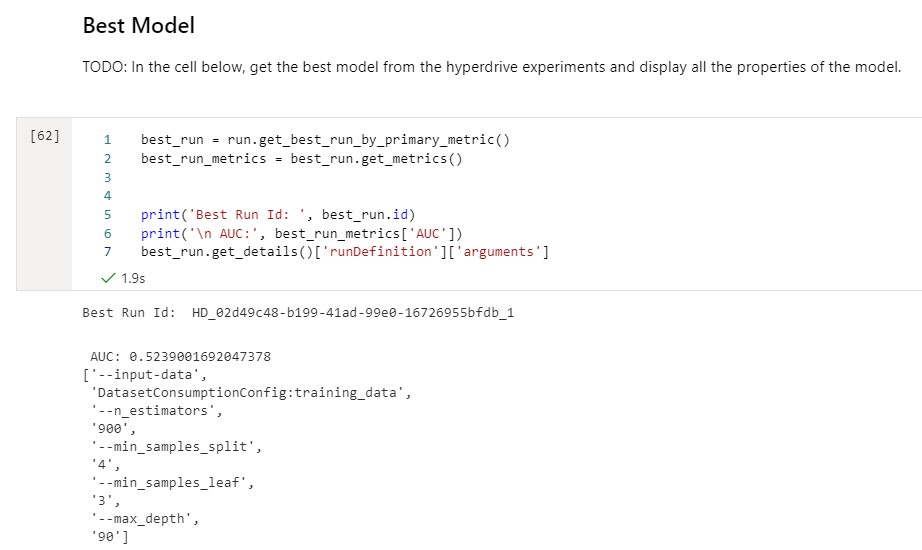 Best Model
TODO: In the cell below, get the best model from the hyperdrive experiments and display all the properties of the model.
[62]
1 best_run = run.get_best_run_by_primary_metric()
2 best_run_metrics = best_run.get_metrics()
3
4
5 print('Best Run Id: ', best_run.id)
6 print('\n AUC:', best_run_metrics['AUC'])
7 best_run.get_details()['runDefinition']['arguments']
1.9s
Best Run Id:  HD_02d49c48-b199-41ad-99e0-16726955bfdb_1
AUC: 0.5239001692047378
['--input-data',
'DatasetConsumptionConfig:training_data',
'--n_estimators',
'900',
'--min_samples_split',
'4',
'--min_samples_leaf',
'3',
'--max_depth',
'90']